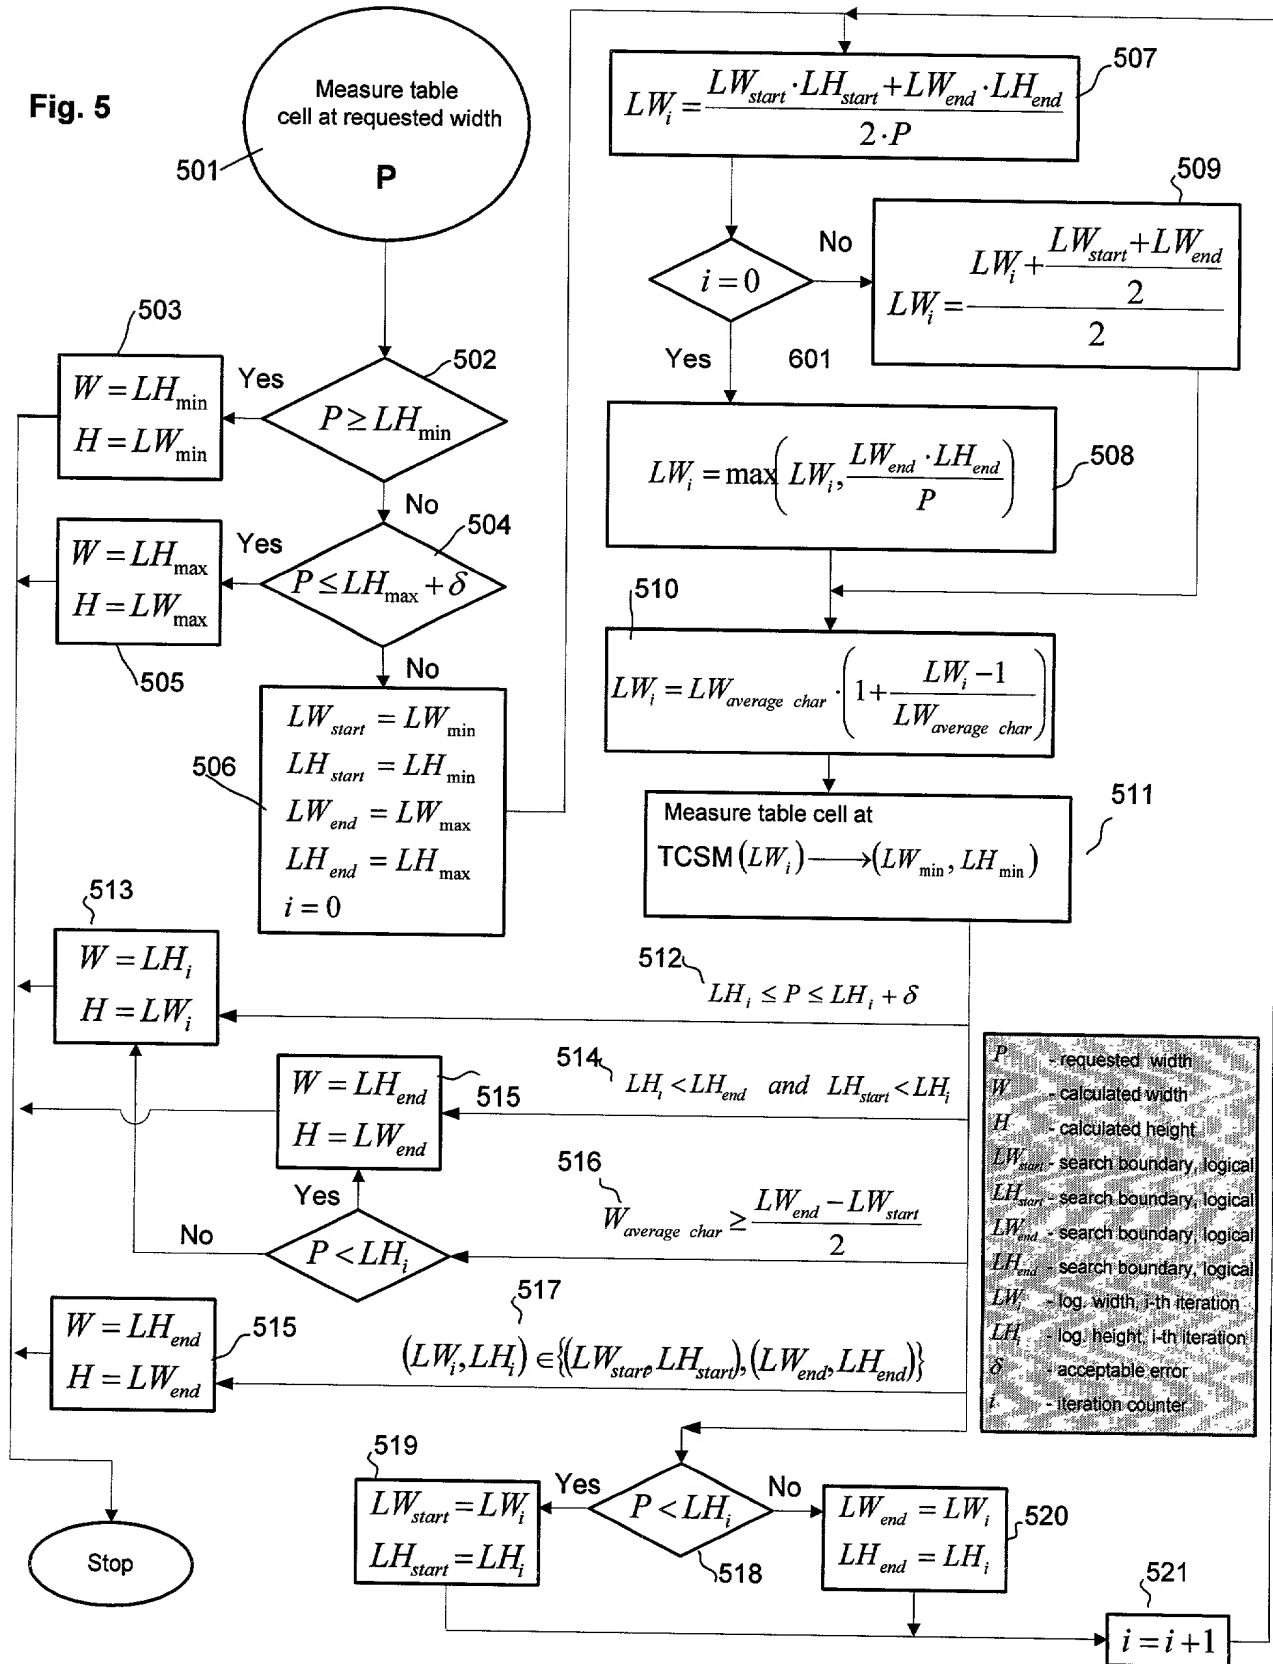 Fig. 5
Measure table
cell at requested width
P
501
507
LW_i = (LW_start · LH_start + LW_end · LH_end) / (2 · P)
509
LW_i = (LW_i + (LW_start + LW_end) / 2) / 2
i = 0
No
Yes
601
503
W = LH_min
H = LW_min
Yes
502
P ≥ LH_min
No
508
LW_i = max(LW_i, (LW_end · LH_end) / P)
504
W = LH_max
H = LW_max
505
Yes
P ≤ LH_max + δ
No
510
LW_i = LW_average char · (1 + (LW_i − 1) / LW_average char)
506
LW_start = LW_min
LH_start = LH_min
LW_end = LW_max
LH_end = LH_max
i = 0
511
Measure table cell at
TCSM(LW_i) ⟶ (LW_min, LH_min)
513
W = LH_i
H = LW_i
512
LH_i ≤ P ≤ LH_i + δ
514
LH_i < LH_end and LH_start < LH_i
W = LH_end
H = LW_end
515
516
W_average char ≥ (LW_end − LW_start) / 2
Yes
No
P < LH_i
517
(LW_i, LH_i) ∈ {(LW_start, LH_start), (LW_end, LH_end)}
W = LH_end
H = LW_end
515
P - requested width
W - calculated width
H - calculated height
LW_start - search boundary, logical
LH_start - search boundary, logical
LW_end - search boundary, logical
LH_end - search boundary, logical
LW_i - log. width, i-th iteration
LH_i - log. height, i-th iteration
δ - acceptable error
i - iteration counter
519
LW_start = LW_i
LH_start = LH_i
Yes
P < LH_i
No
518
LW_end = LW_i
LH_end = LH_i
520
521
i = i + 1
Stop